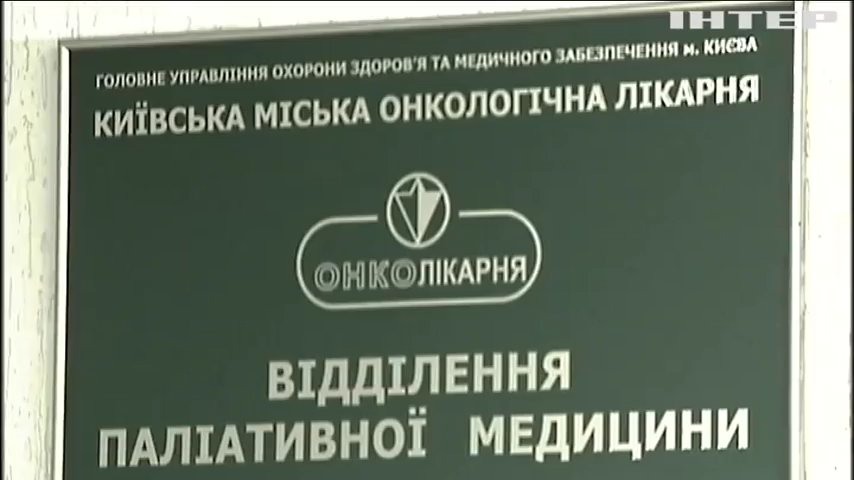 ІНТЕР
ГОЛОВНЕ УПРАВЛІННЯ ОХОРОНИ ЗДОРОВ'Я ТА МЕДИЧНОГО ЗАБЕЗПЕЧЕННЯ м. КИЄВА
КИЇВСЬКА МІСЬКА ОНКОЛОГІЧНА ЛІКАРНЯ
ОНКОЛІКАРНЯ
ВІДДІЛЕННЯ
ПАЛІАТИВНОЇ МЕДИЦИНИ